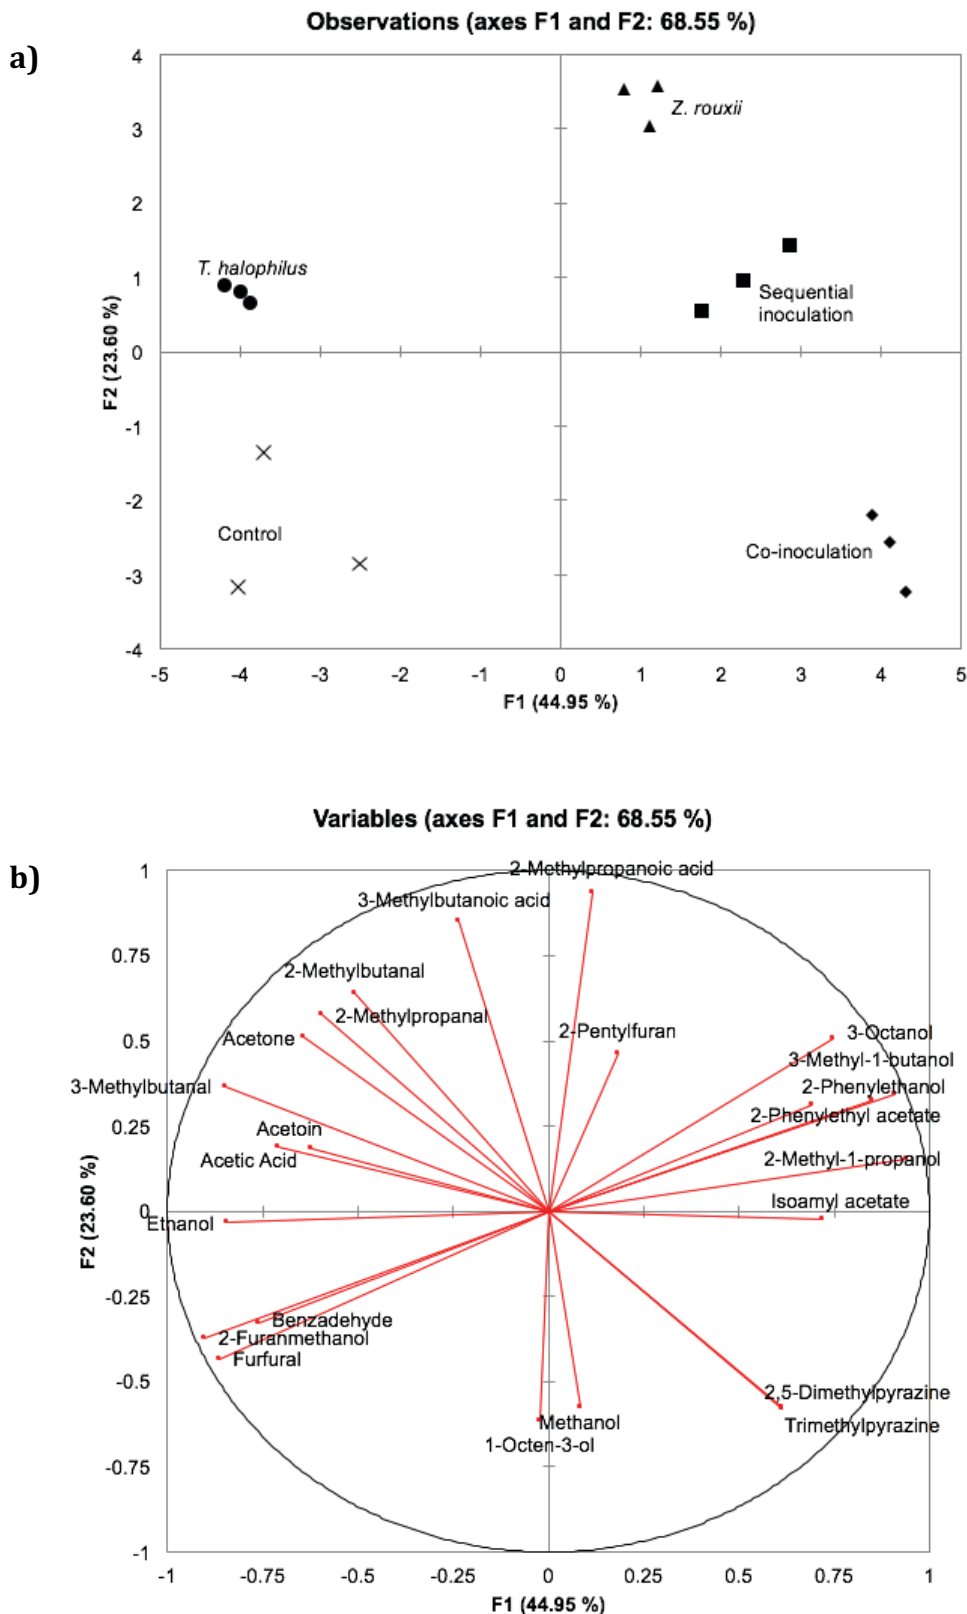 Observations (axes F1 and F2: 68.55 %)
a)
4
Z. rouxii
3
2
T. halophilus
1
Sequential
inoculation
0
F2 (23.60 %)
-1
-2
Control
Co-inoculation
-3
-4
-5 -4 -3 -2 -1 0 1 2 3 4 5
F1 (44.95 %)
Variables (axes F1 and F2: 68.55 %)
b)
1
2-Methylpropanoic acid
3-Methylbutanoic acid
0.75
2-Methylbutanal
2-Methylpropanal
2-Pentylfuran
3-Octanol
0.5
Acetone
3-Methyl-1-butanol
3-Methylbutanal
2-Phenylethanol
0.25
Acetoin
2-Phenylethyl acetate
Acetic Acid
2-Methyl-1-propanol
Isoamyl acetate
0
Ethanol
F2 (23.60 %)
-0.25
Benzadehyde
2-Furanmethanol
Furfural
-0.5
2,5-Dimethylpyrazine
Methanol
Trimethylpyrazine
1-Octen-3-ol
-0.75
-1
-1 -0.75 -0.5 -0.25 0 0.25 0.5 0.75 1
F1 (44.95 %)